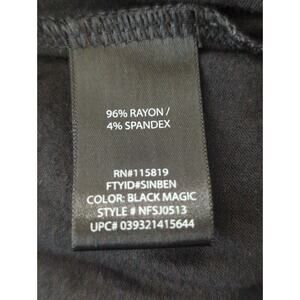 96% RAYON /
4% SPANDEX
RN#115819
FTYID#SINBEN
COLOR: BLACK MAGIC
STYLE # NFSJ0513
UPC# 039321415644